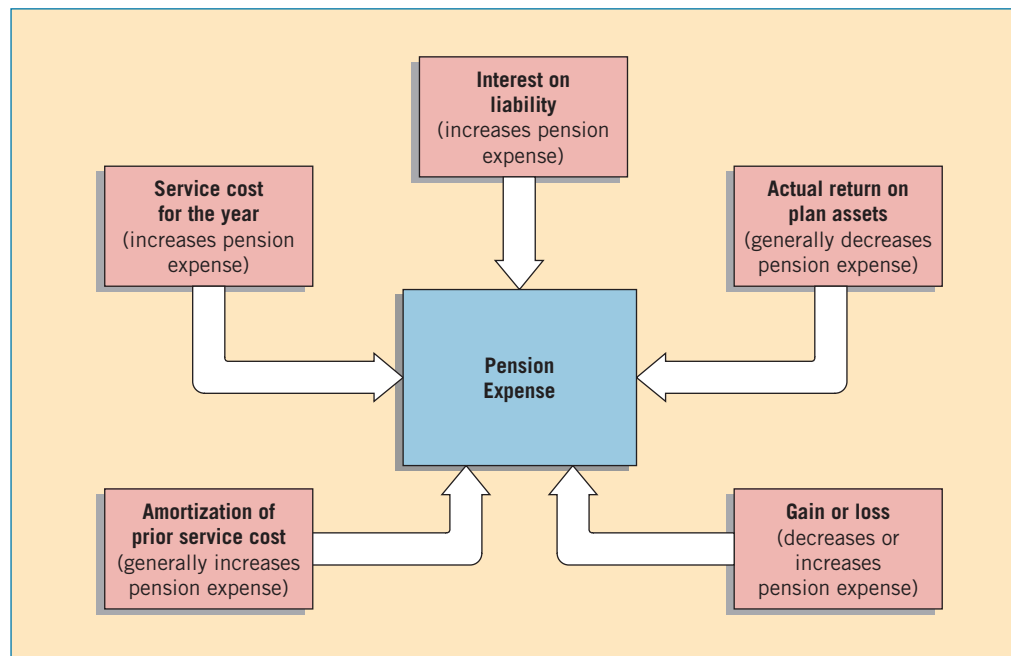 Interest on
liability
(increases pension
expense)
Service cost
for the year
(increases pension
expense)
Actual return on
plan assets
(generally decreases
pension expense)
Pension
Expense
Amortization of
prior service cost
(generally increases
pension expense)
Gain or loss
(decreases or
increases
pension expense)